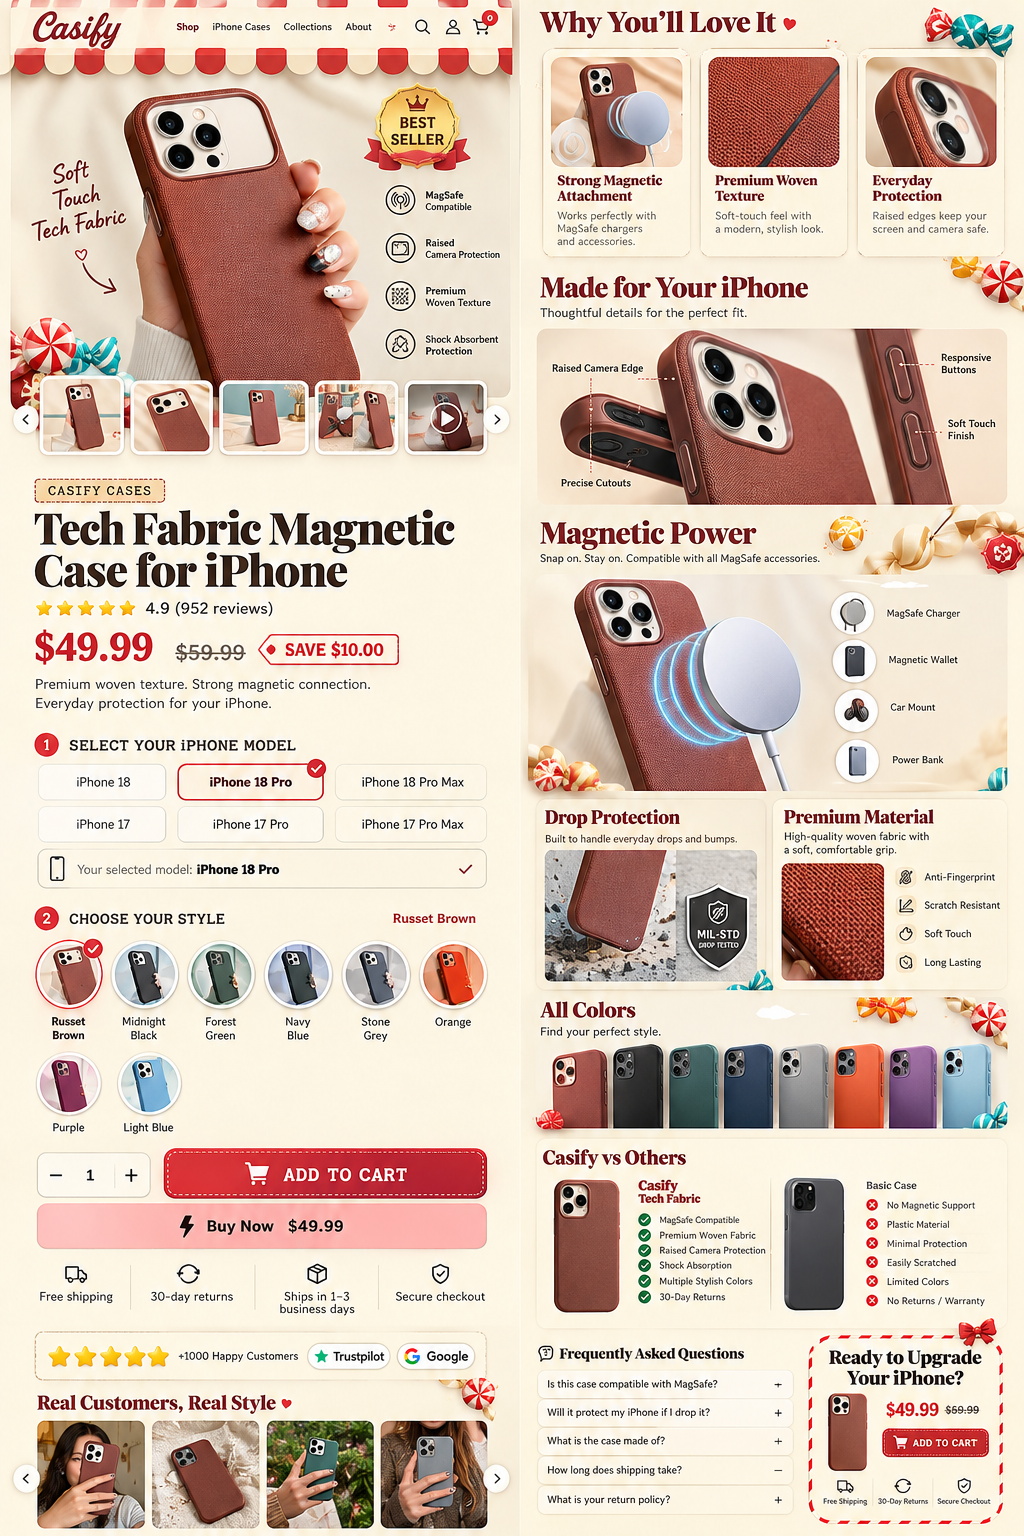 Casify
Shop
iPhone Cases
Collections
About
0
Soft
Touch
Tech Fabric
BEST
SELLER
MagSafe
Compatible
Raised
Camera Protection
Premium
Woven Texture
Shock Absorbent
Protection
CASIFY CASES
Tech Fabric Magnetic
Case for iPhone
4.9 (952 reviews)
$49.99 $59.99 SAVE $10.00
Premium woven texture. Strong magnetic connection.
Everyday protection for your iPhone.
1 SELECT YOUR iPHONE MODEL
iPhone 18
iPhone 18 Pro
iPhone 18 Pro Max
iPhone 17
iPhone 17 Pro
iPhone 17 Pro Max
Your selected model: iPhone 18 Pro
2 CHOOSE YOUR STYLE
Russet Brown
Russet
Brown
Midnight
Black
Forest
Green
Navy
Blue
Stone
Grey
Orange
Purple
Light Blue
− 1 +
ADD TO CART
Buy Now $49.99
Free shipping
30-day returns
Ships in 1–3
business days
Secure checkout
+1000 Happy Customers
Trustpilot
Google
Real Customers, Real Style
Why You'll Love It
Strong Magnetic
Attachment
Works perfectly with
MagSafe chargers
and accessories.
Premium Woven
Texture
Soft-touch feel with
a modern, stylish look.
Everyday
Protection
Raised edges keep your
screen and camera safe.
Made for Your iPhone
Thoughtful details for the perfect fit.
Raised Camera Edge
Precise Cutouts
Responsive
Buttons
Soft Touch
Finish
Magnetic Power
Snap on. Stay on. Compatible with all MagSafe accessories.
MagSafe Charger
Magnetic Wallet
Car Mount
Power Bank
Drop Protection
Built to handle everyday drops and bumps.
MIL-STD
DROP TESTED
Premium Material
High-quality woven fabric with
a soft, comfortable grip.
Anti-Fingerprint
Scratch Resistant
Soft Touch
Long Lasting
All Colors
Find your perfect style.
Casify vs Others
Casify
Tech Fabric
MagSafe Compatible
Premium Woven Fabric
Raised Camera Protection
Shock Absorption
Multiple Stylish Colors
30-Day Returns
Basic Case
No Magnetic Support
Plastic Material
Minimal Protection
Easily Scratched
Limited Colors
No Returns / Warranty
Frequently Asked Questions
Is this case compatible with MagSafe? +
Will it protect my iPhone if I drop it? +
What is the case made of? +
How long does shipping take? −
What is your return policy? +
Ready to Upgrade
Your iPhone?
$49.99 $59.99
ADD TO CART
Free Shipping
30-Day Returns
Secure Checkout